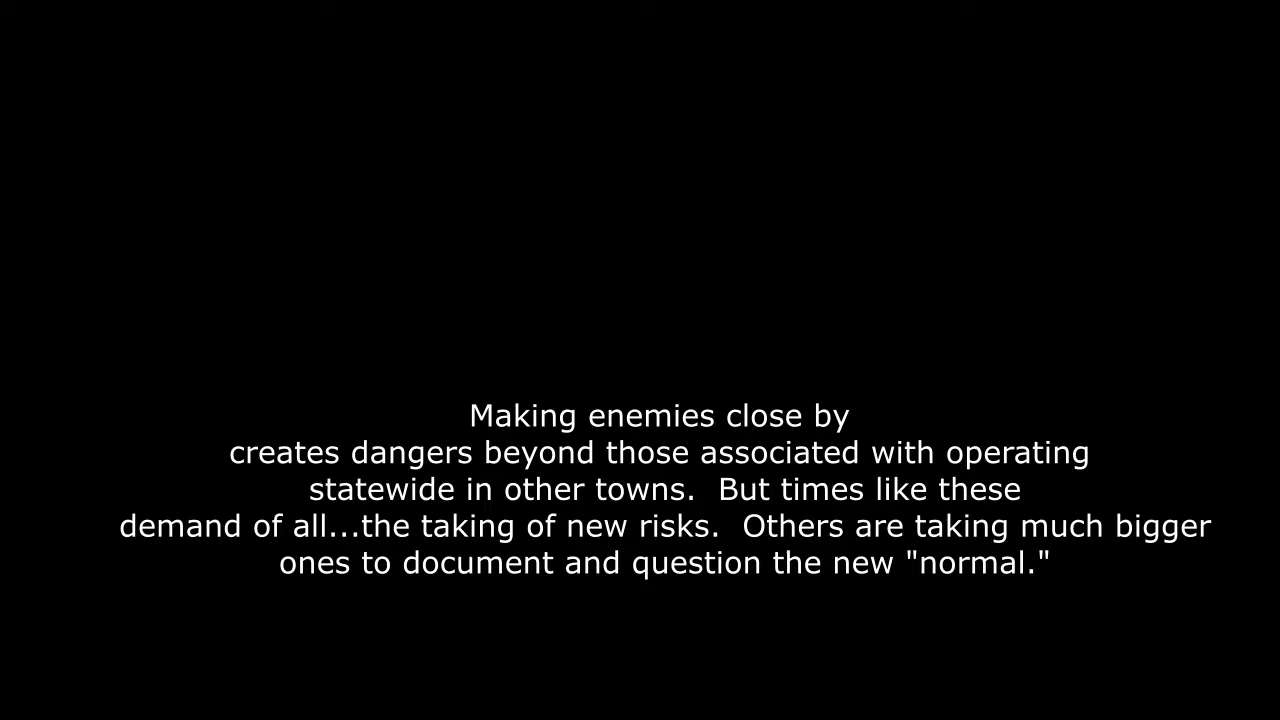 Making enemies close by
creates dangers beyond those associated with operating
statewide in other towns.  But times like these
demand of all...the taking of new risks.  Others are taking much bigger
ones to document and question the new "normal."